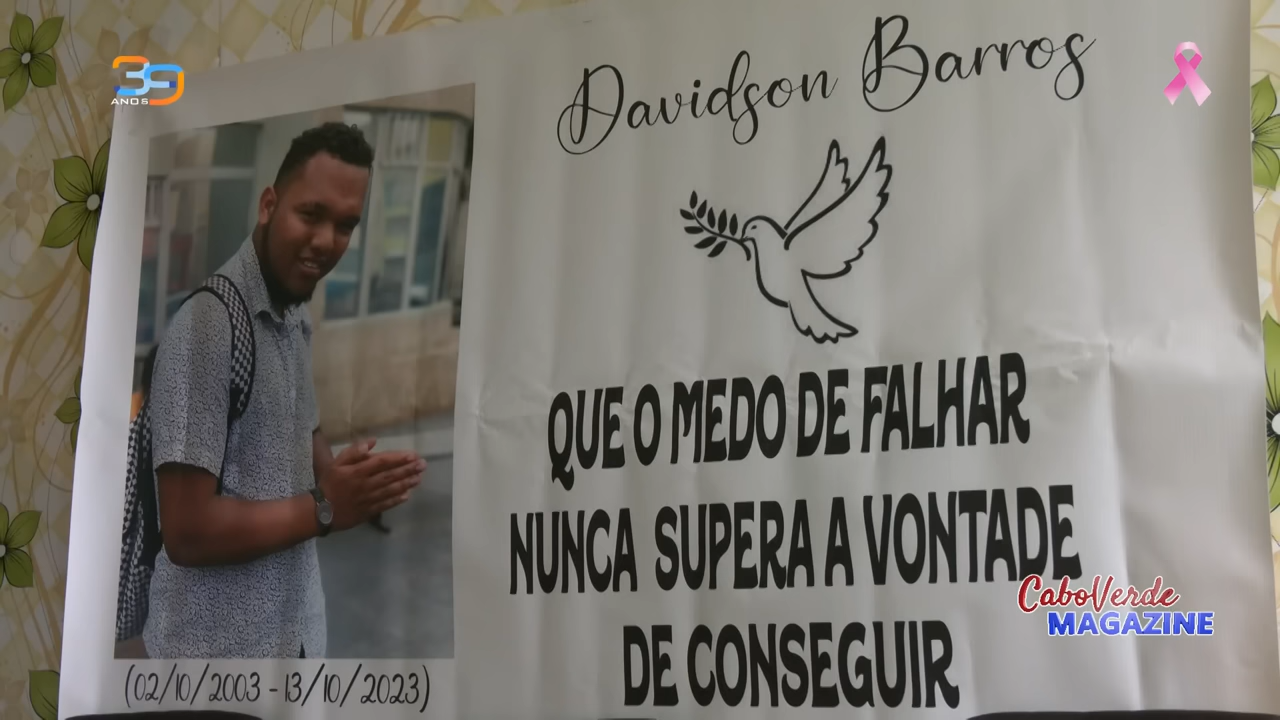 39
ANOS
Davidson Barros
QUE O MEDO DE FALHAR
NUNCA SUPERA A VONTADE
DE CONSEGUIR
(02/10/2003 - 13/10/2023)
CaboVerde
MAGAZINE